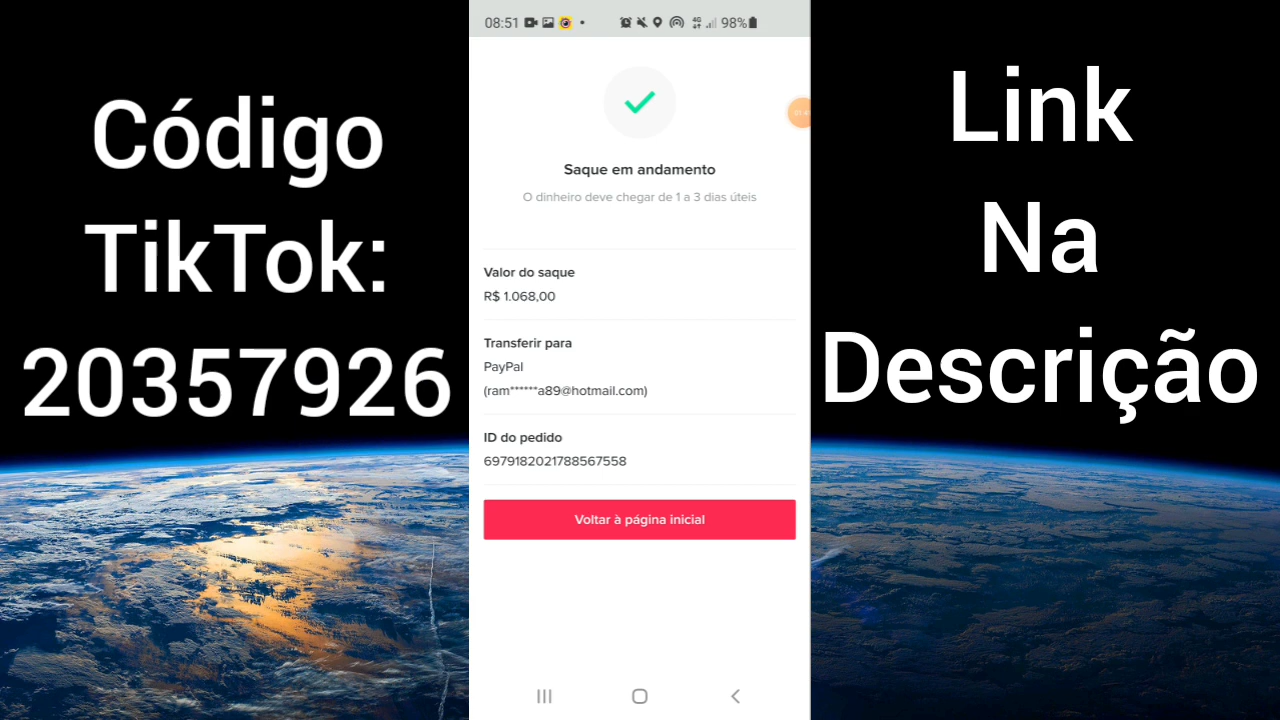 Código
TikTok:
20357926
08:51
4G
98%
Saque em andamento
O dinheiro deve chegar de 1 a 3 dias úteis
Valor do saque
R$ 1.068,00
Transferir para
PayPal
(ram******a89@hotmail.com)
ID do pedido
6979182021788567558
Voltar à página inicial
Link
Na
Descrição